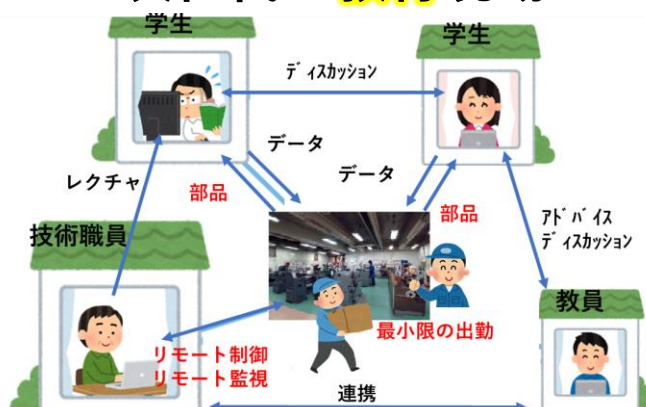 学生
学生
ディスカッション
データ
データ
レクチャ
部品
部品
アドバイス
ディスカッション
技術職員
教員
最小限の出勤
リモート制御
リモート監視
連携